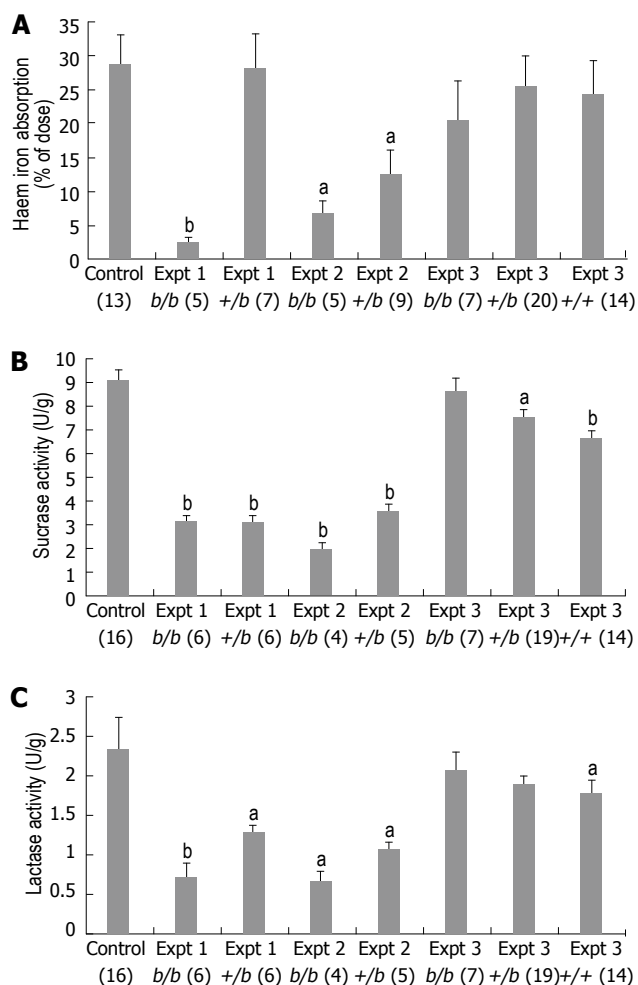 A
Haem iron absorption
(% of dose)
35
30
25
20
15
10
5
0
b
a
a
Control Expt 1 Expt 1 Expt 2 Expt 2 Expt 3 Expt 3 Expt 3
(13) b/b (5) +/b (7) b/b (5) +/b (9) b/b (7) +/b (20) +/+ (14)
B
Sucrase activity (U/g)
10
9
8
7
6
5
4
3
2
1
0
b
b
b
b
a
b
Control Expt 1 Expt 1 Expt 2 Expt 2 Expt 3 Expt 3 Expt 3
(16) b/b (6) +/b (6) b/b (4) +/b (5) b/b (7) +/b (19) +/+ (14)
C
Lactase activity (U/g)
3
2.5
2
1.5
1
0.5
0
b
a
a
a
a
Control Expt 1 Expt 1 Expt 2 Expt 2 Expt 3 Expt 3 Expt 3
(16) b/b (6) +/b (6) b/b (4) +/b (5) b/b (7) +/b (19) +/+ (14)